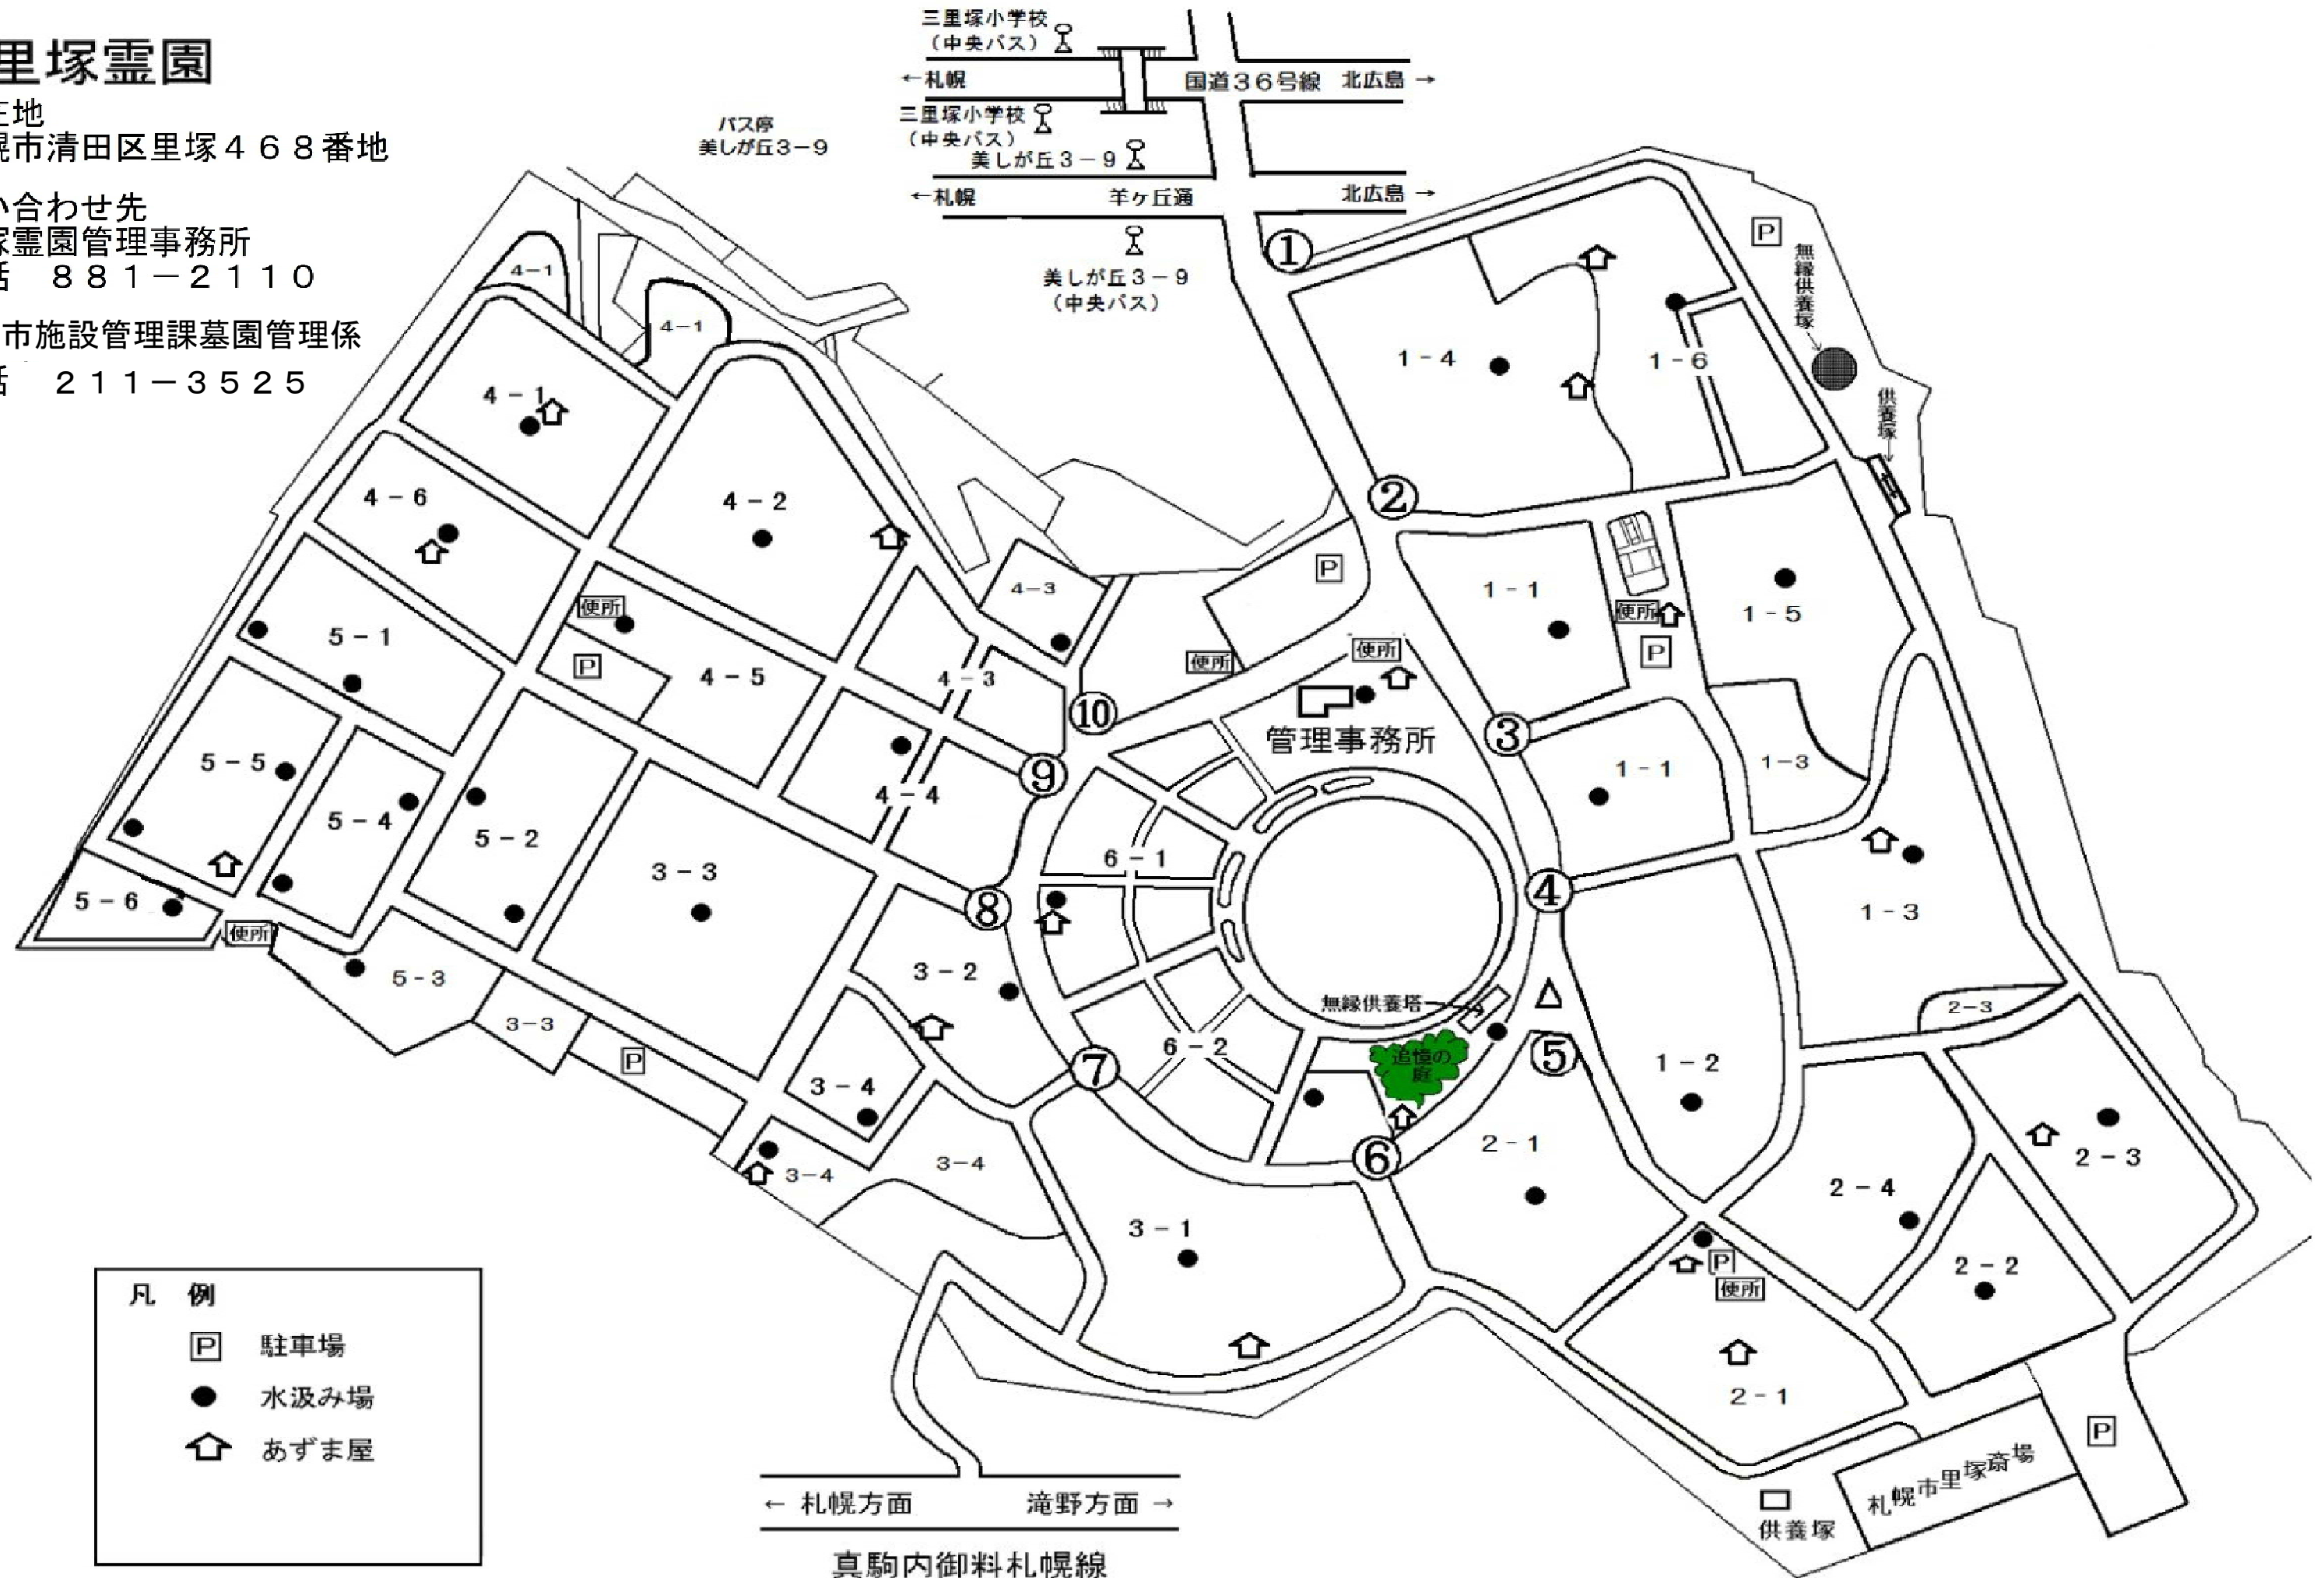 里塚霊園
在地
幌市清田区里塚４６８番地
い合わせ先
塚霊園管理事務所
話　８８１－２１１０
市施設管理課墓園管理係
話　２１１－３５２５
三里塚小学校
（中央バス）
←札幌
国道３６号線
北広島→
三里塚小学校
（中央バス）
美しが丘３－９
←札幌
羊ヶ丘通
北広島→
美しが丘３－９
（中央バス）
バス停
美しが丘３－９
①
P
無縁供養塚
供養塚
4－1
4－1
4－1
4－6
4－2
1－4
1－6
②
P
1－1
便所
P
1－5
5－1
便所
P
4－5
4－3
4－3
⑩
便所
便所
管理事務所
③
1－1
1－3
5－5
5－4
5－2
4－4
⑨
3－3
6－1
④
1－3
5－6
便所
5－3
3－3
P
⑧
3－2
無縁供養塔
追憶の
庭
⑤
2－3
1－2
3－4
⑦
6－2
3－4
3－4
⑥
2－1
2－4
2－3
3－1
P
便所
2－2
2－1
P
札幌市里塚斎場
供養塚
凡　例
P　駐車場
水汲み場
あずま屋
← 札幌方面
滝野方面 →
真駒内御料札幌線